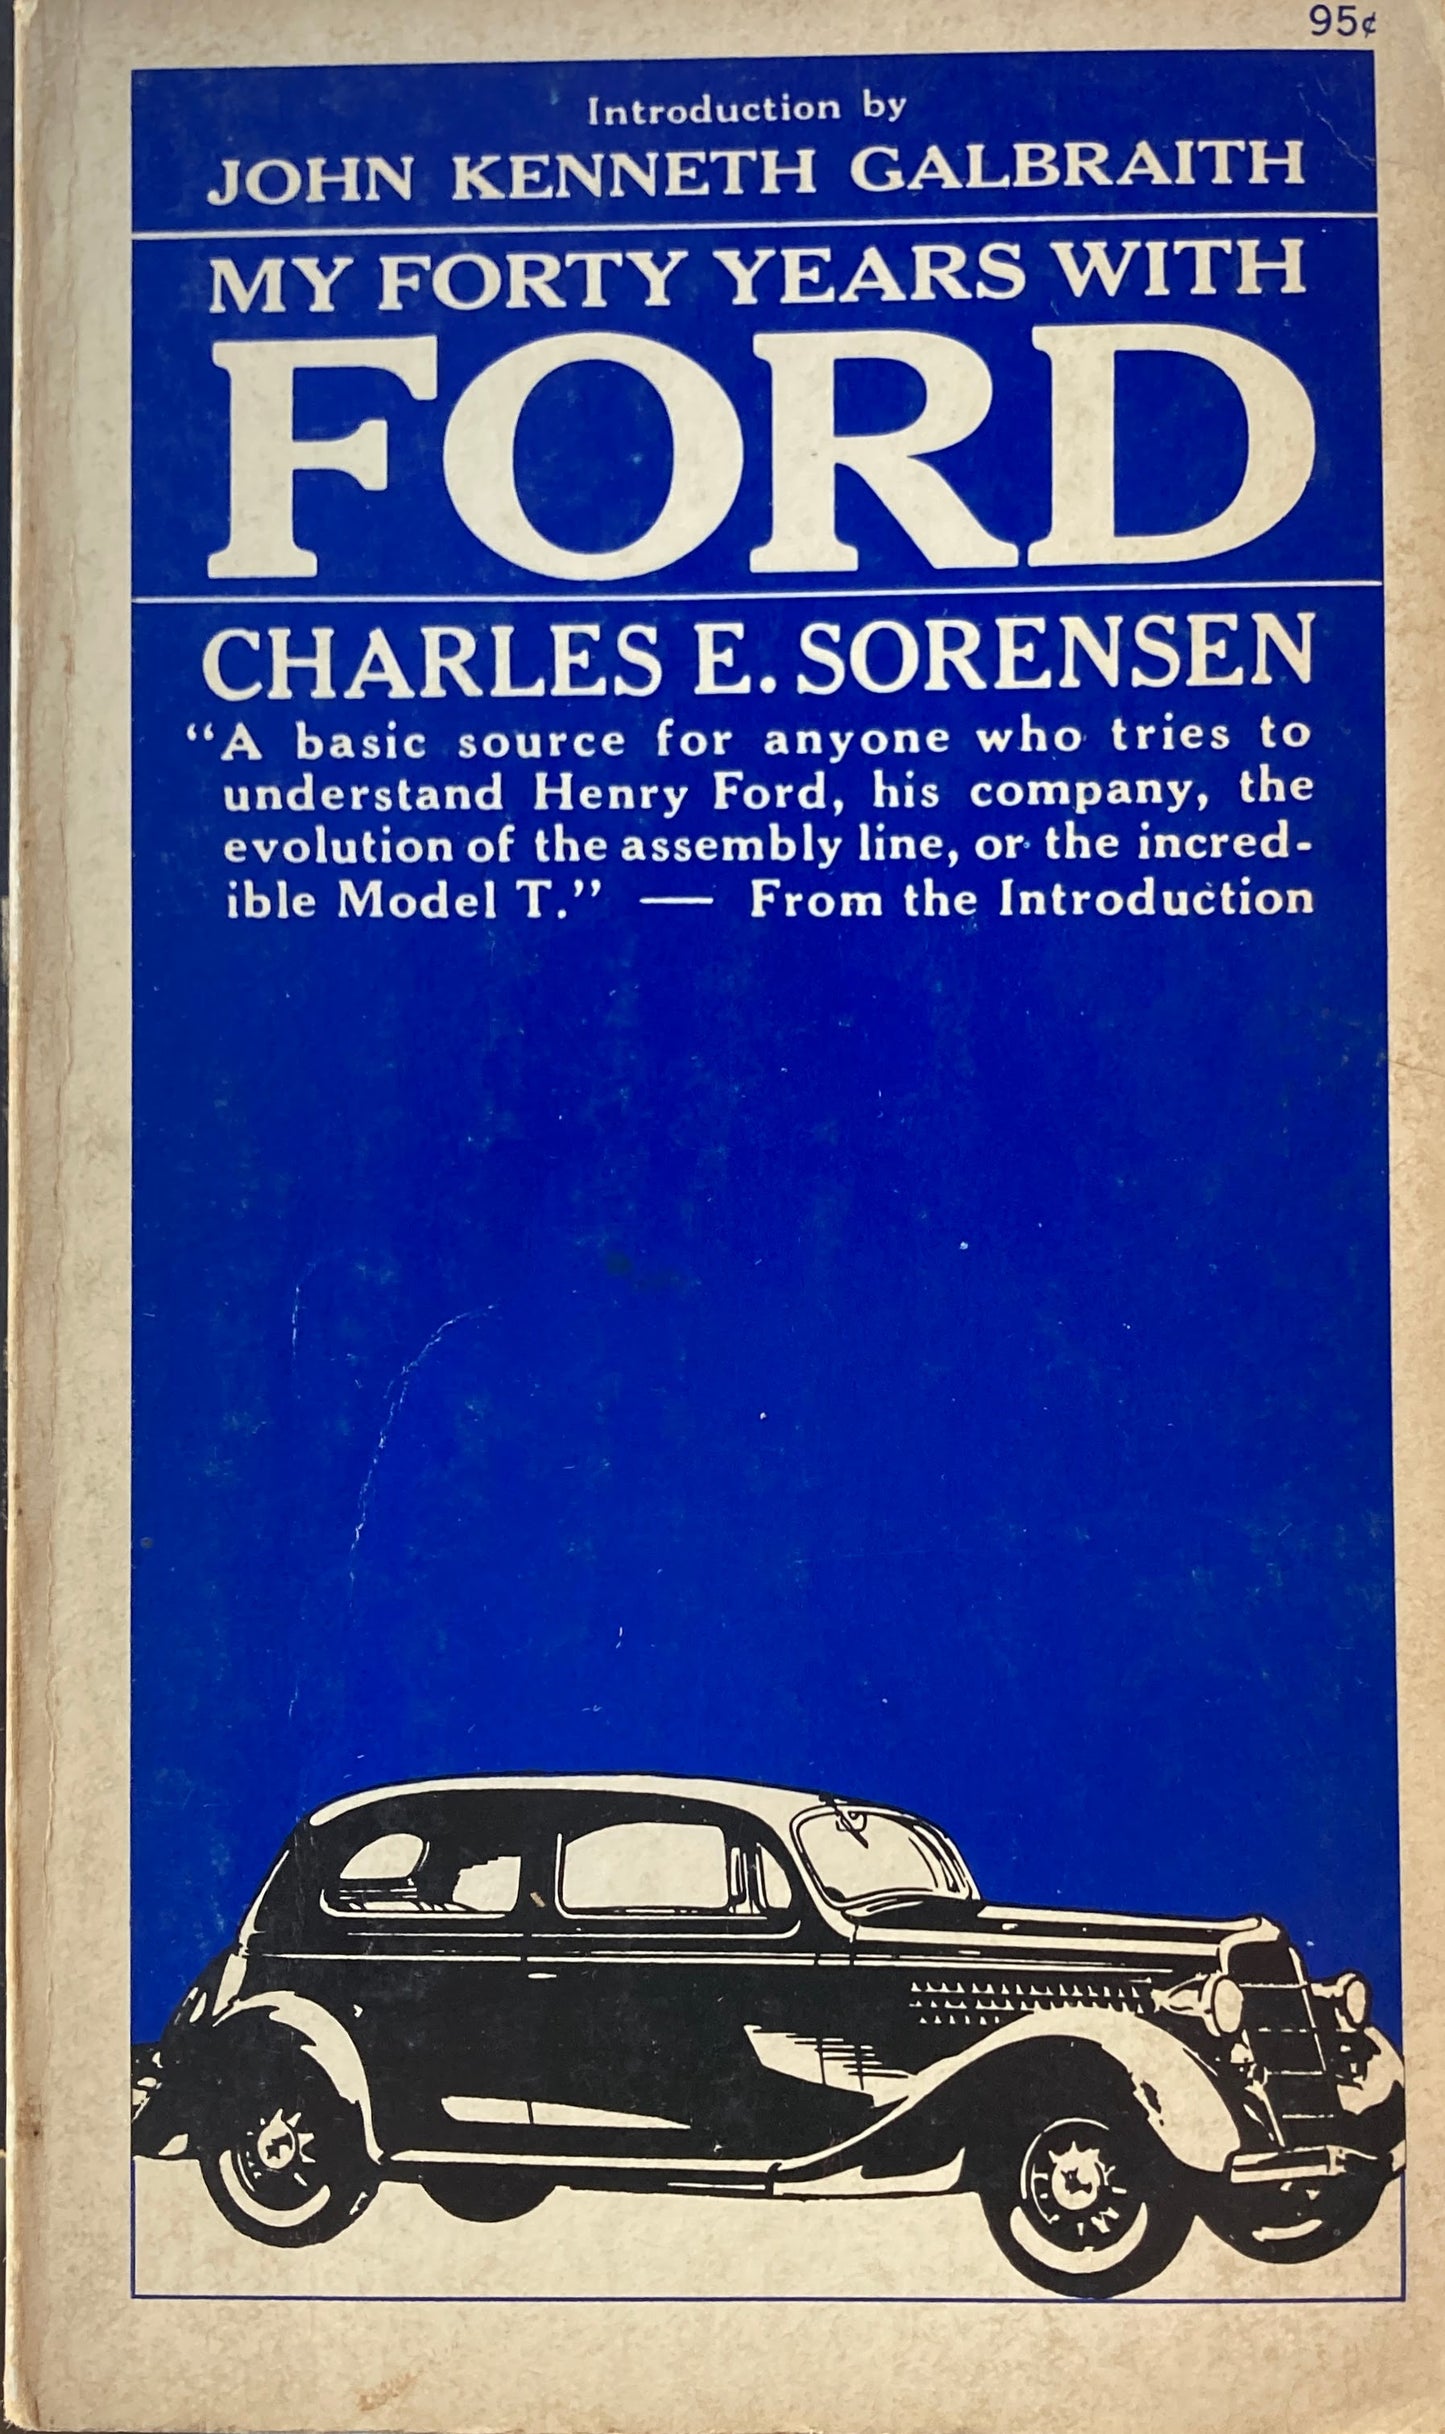 95¢
Introduction by
JOHN KENNETH GALBRAITH
MY FORTY YEARS WITH
FORD
CHARLES E. SORENSEN
“A basic source for anyone who tries to
understand Henry Ford, his company, the
evolution of the assembly line, or the incred-
ible Model T.” — From the Introduction